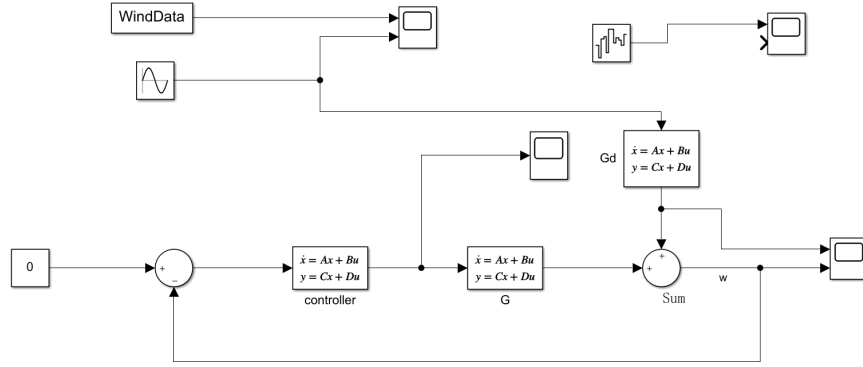 WindData
Gd
ẋ = Ax + Bu
y = Cx + Du
0
+
−
ẋ = Ax + Bu
y = Cx + Du
controller
ẋ = Ax + Bu
y = Cx + Du
G
+
+
Sum
w